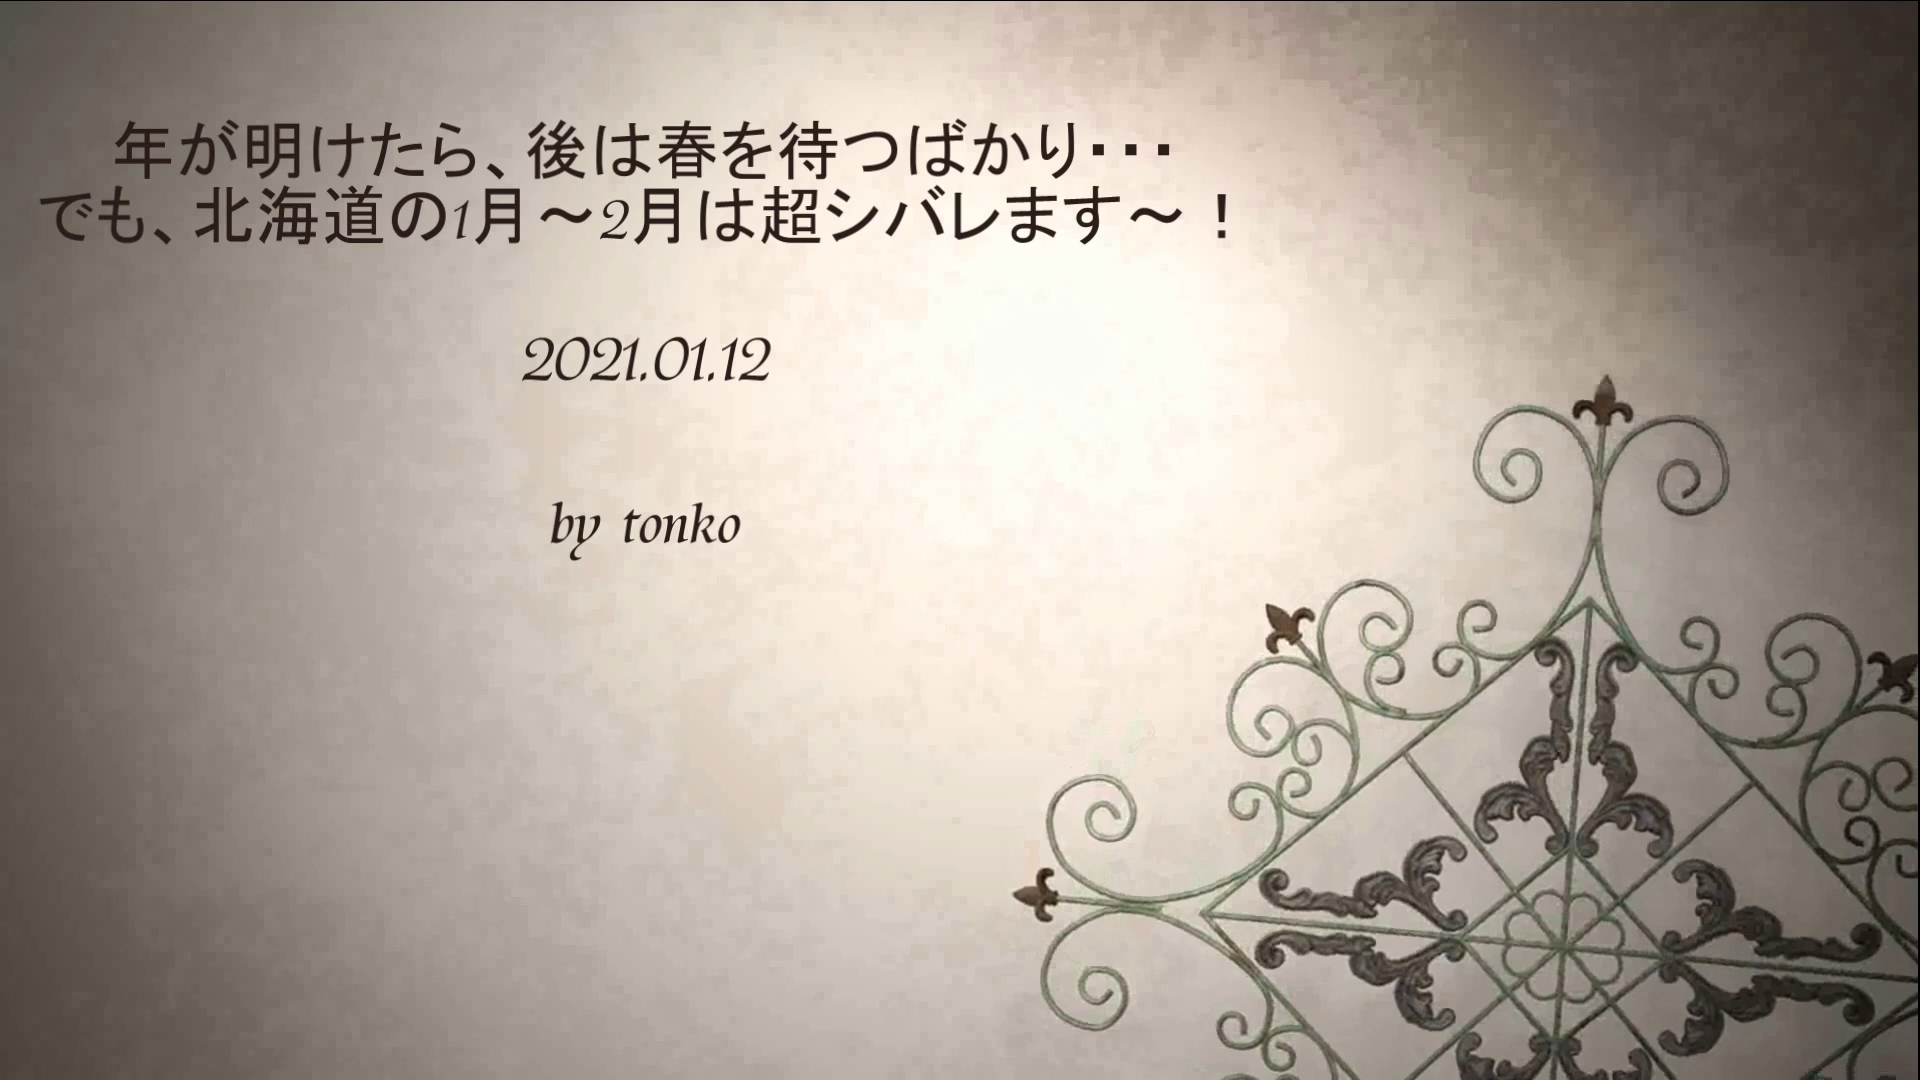 年が明けたら、後は春を待つばかり・・・
でも、北海道の1月～2月は超シバレます～！
2021.01.12
by tonko